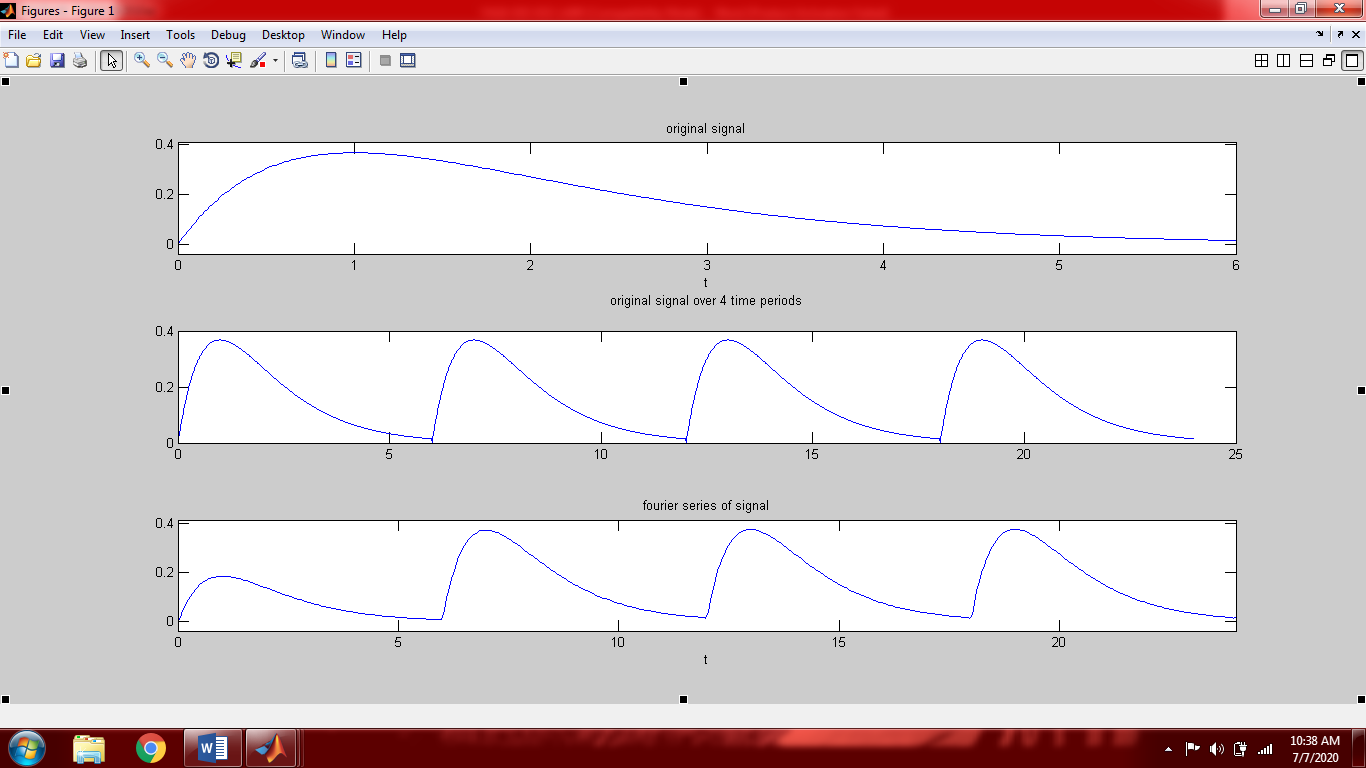 Figures - Figure 1
File Edit View Insert Tools Debug Desktop Window Help
original signal
0.4
0.2
0
0 1 2 3 4 5 6
t
original signal over 4 time periods
0.4
0.2
0
0 5 10 15 20 25
fourier series of signal
0.4
0.2
0
0 5 10 15 20
t
W
10:38 AM
7/7/2020